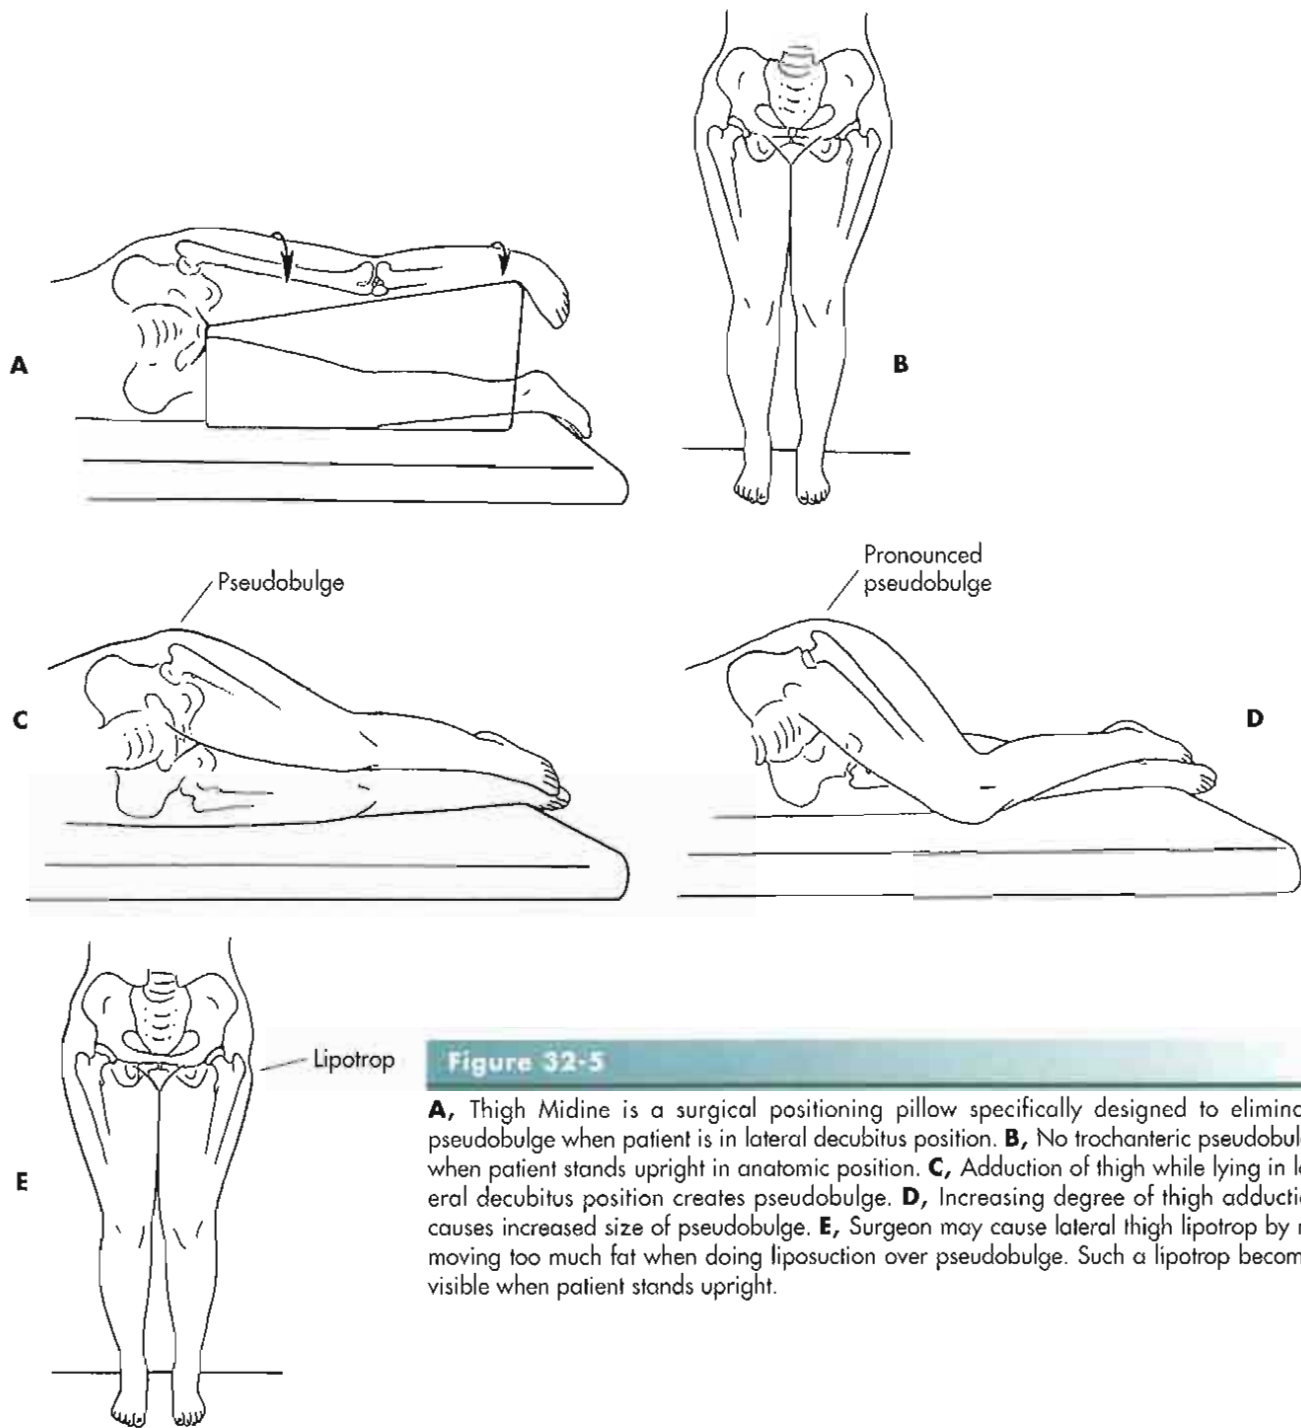 A
B
Pseudobulge
Pronounced
pseudobulge
C
D
Lipotrop
E
Figure 32-5
A, Thigh Midine is a surgical positioning pillow specifically designed to elimina
pseudobulge when patient is in lateral decubitus position. B, No trochanteric pseudobul
when patient stands upright in anatomic position. C, Adduction of thigh while lying in l
eral decubitus position creates pseudobulge. D, Increasing degree of thigh adducti
causes increased size of pseudobulge. E, Surgeon may cause lateral thigh lipotrop by
moving too much fat when doing liposuction over pseudobulge. Such a lipotrop becom
visible when patient stands upright.